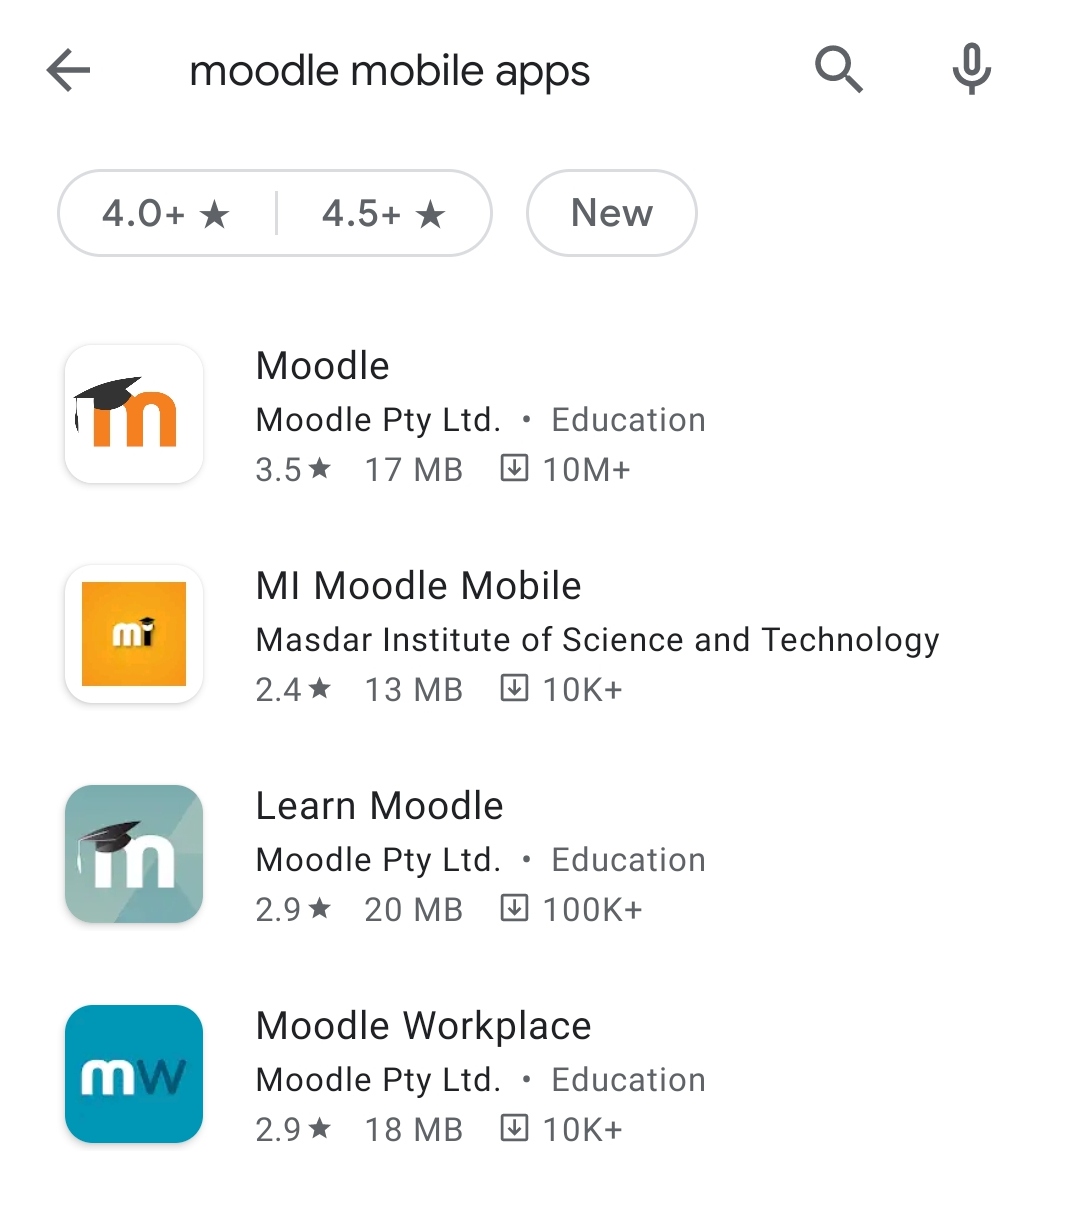 moodle mobile apps
4.0+ ★ 4.5+ ★ New
Moodle
Moodle Pty Ltd. • Education
3.5★ 17 MB 10M+
mi
MI Moodle Mobile
Masdar Institute of Science and Technology
2.4★ 13 MB 10K+
m
Learn Moodle
Moodle Pty Ltd. • Education
2.9★ 20 MB 100K+
mW
Moodle Workplace
Moodle Pty Ltd. • Education
2.9★ 18 MB 10K+